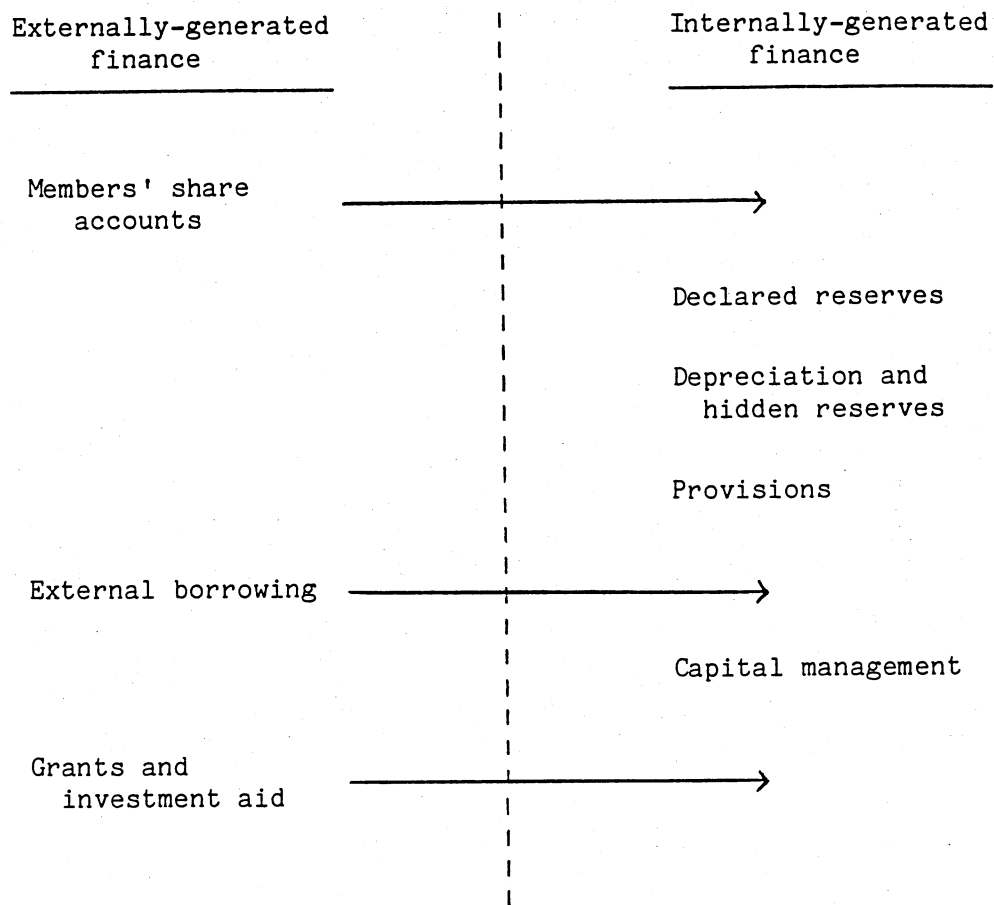 Externally-generated
finance
Internally-generated
finance
Members' share
accounts
Declared reserves
Depreciation and
hidden reserves
Provisions
External borrowing
Capital management
Grants and
investment aid